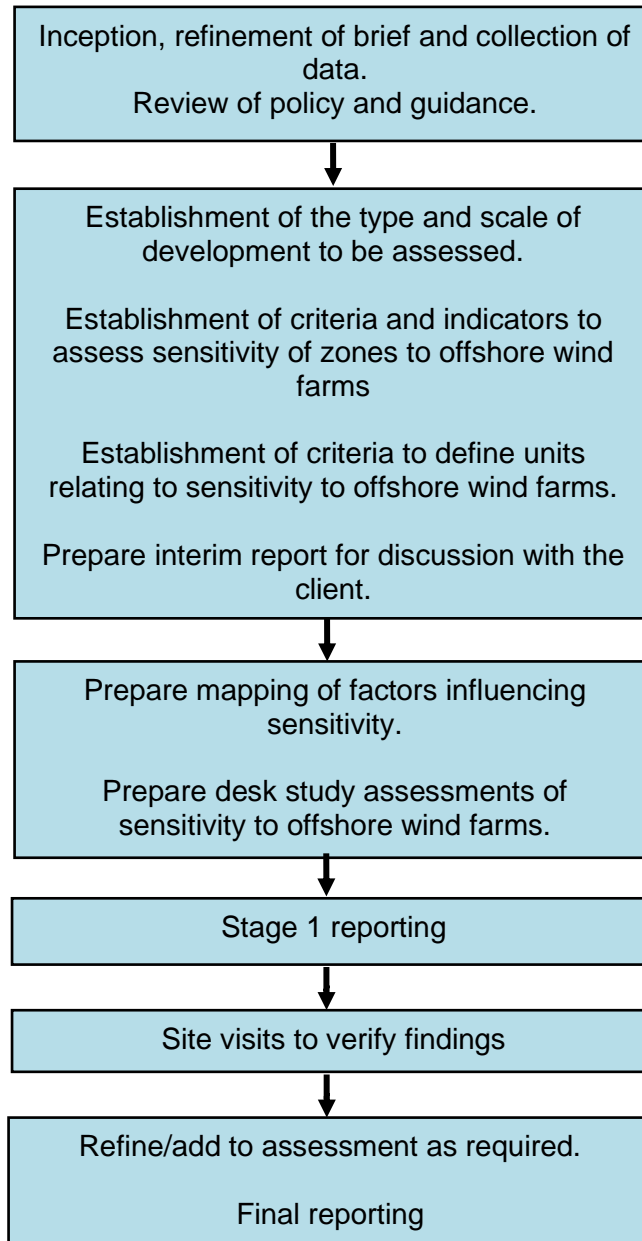 Inception, refinement of brief and collection of
data.
Review of policy and guidance.
Establishment of the type and scale of
development to be assessed.
Establishment of criteria and indicators to
assess sensitivity of zones to offshore wind
farms
Establishment of criteria to define units
relating to sensitivity to offshore wind farms.
Prepare interim report for discussion with the
client.
Prepare mapping of factors influencing
sensitivity.
Prepare desk study assessments of
sensitivity to offshore wind farms.
Stage 1 reporting
Site visits to verify findings
Refine/add to assessment as required.
Final reporting